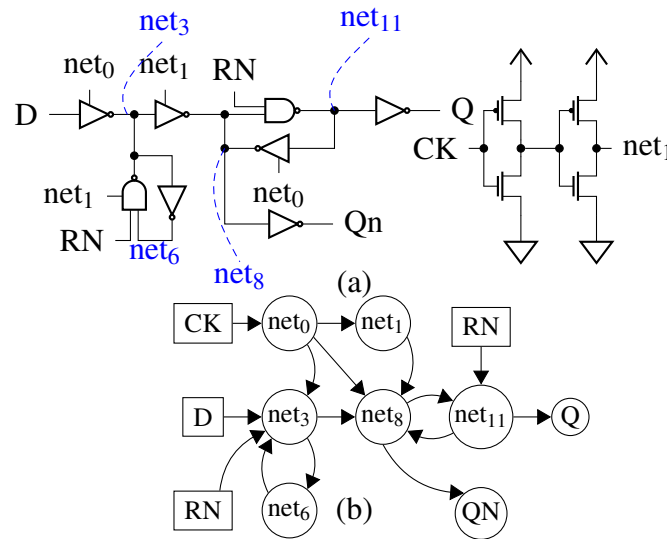 net3 net11
net0 net1 RN
D Q
CK net1
net1 net0
RN net6 Qn
net8
(a)
CK net0 net1 RN
D net3 net8 net11 Q
RN net6 (b) QN